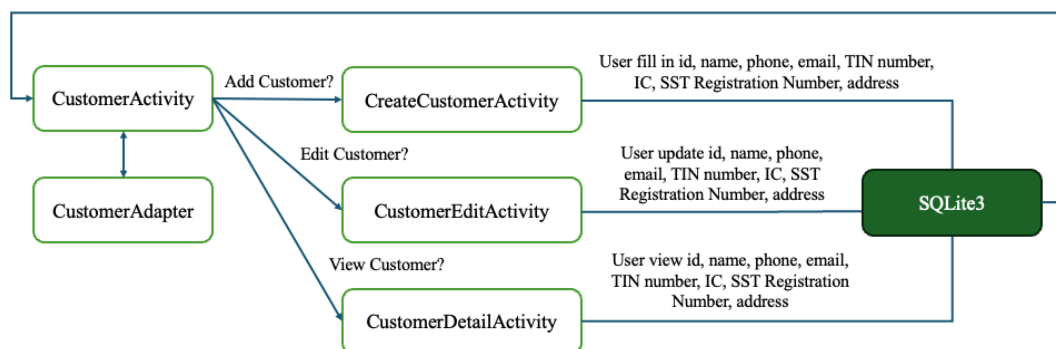 User fill in id, name, phone, email, TIN number,
IC, SST Registration Number, address
Add Customer?
CustomerActivity
CreateCustomerActivity
User update id, name, phone,
email, TIN number, IC, SST
Registration Number, address
Edit Customer?
CustomerAdapter
CustomerEditActivity
SQLite3
View Customer?
User view id, name, phone, email,
TIN number, IC, SST Registration
Number, address
CustomerDetailActivity